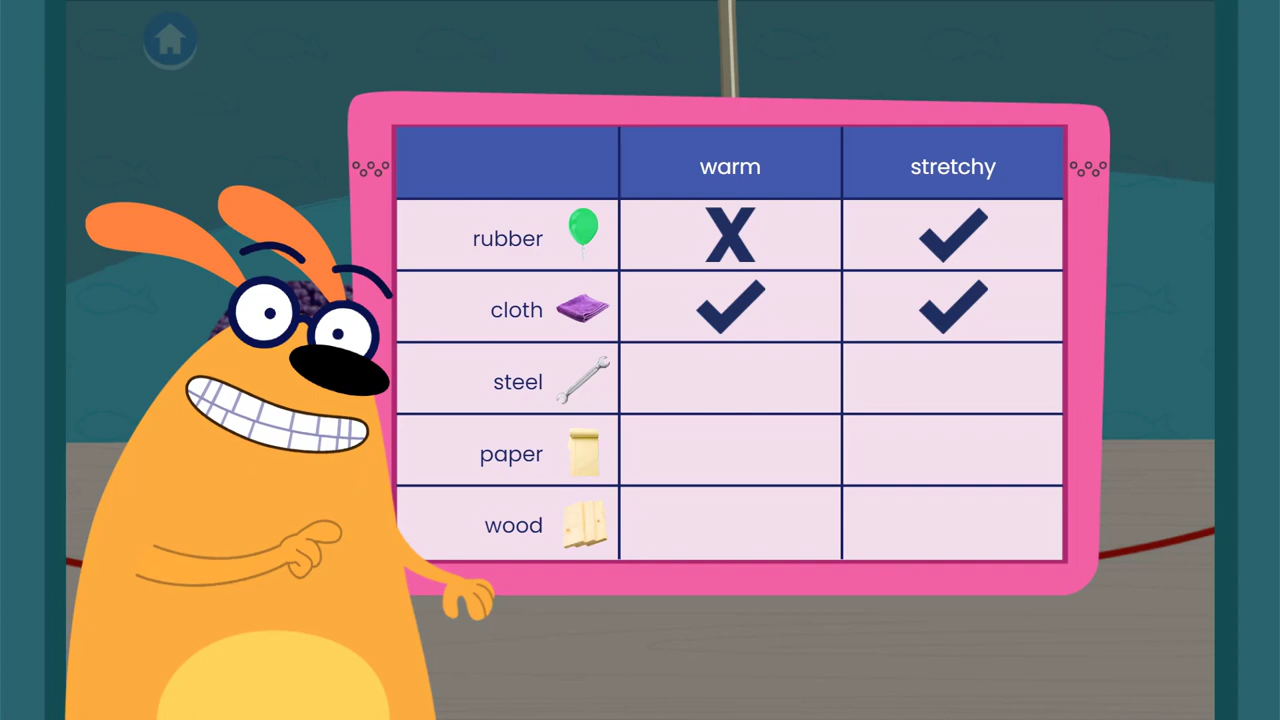 warm stretchy
rubber X ✓
cloth ✓ ✓
steel
paper
wood